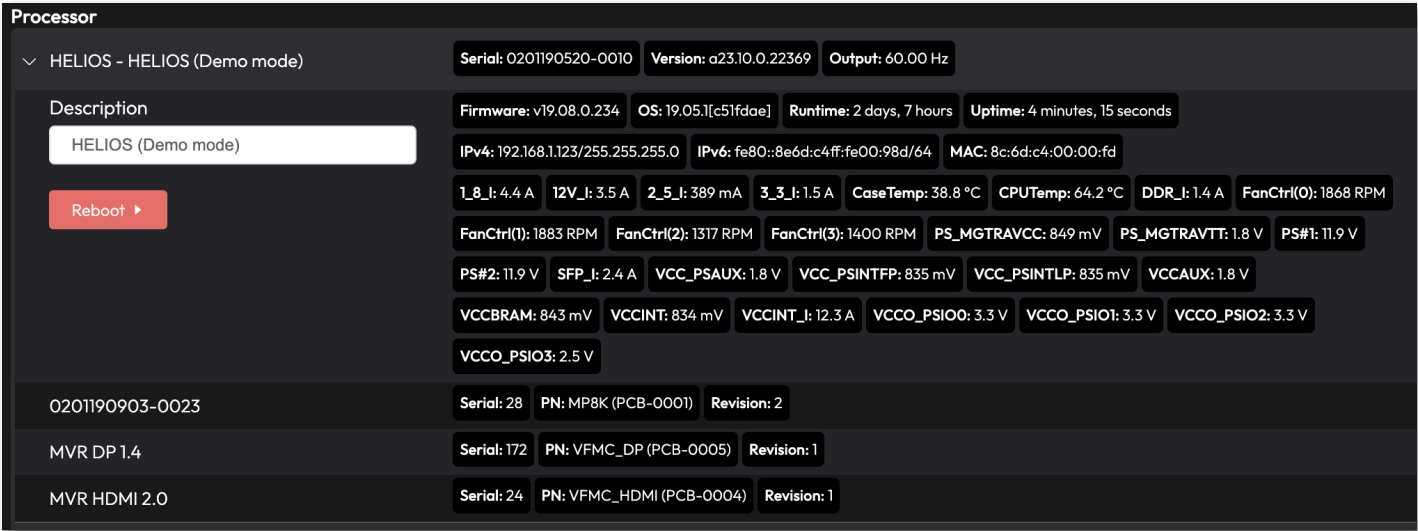 Processor
HELIOS - HELIOS (Demo mode) Serial: 0201190520-0010 Version: a23.10.0.22369 Output: 60.00 Hz
Description
HELIOS (Demo mode)
Reboot
Firmware: v19.08.0.234 OS: 19.05.1[c51fdae] Runtime: 2 days, 7 hours Uptime: 4 minutes, 15 seconds
IPv4: 192.168.1.123/255.255.255.0 IPv6: fe80::8e6d:c4ff:fe00:98d/64 MAC: 8c:6d:c4:00:00:fd
1_8_I: 4.4 A 12V_I: 3.5 A 2_5_I: 389 mA 3_3_I: 1.5 A CaseTemp: 38.8 °C CPUTemp: 64.2 °C DDR_I: 1.4 A FanCtrl(0): 1868 RPM
FanCtrl(1): 1883 RPM FanCtrl(2): 1317 RPM FanCtrl(3): 1400 RPM PS_MGTRAVCC: 849 mV PS_MGTRAVTT: 1.8 V PS#1: 11.9 V
PS#2: 11.9 V SFP_I: 2.4 A VCC_PSAUX: 1.8 V VCC_PSINTFP: 835 mV VCC_PSINTLP: 835 mV VCCAUX: 1.8 V
VCCBRAM: 843 mV VCCINT: 834 mV VCCINT_I: 12.3 A VCCO_PSIO0: 3.3 V VCCO_PSIO1: 3.3 V VCCO_PSIO2: 3.3 V
VCCO_PSIO3: 2.5 V
0201190903-0023 Serial: 28 PN: MP8K (PCB-0001) Revision: 2
MVR DP 1.4 Serial: 172 PN: VFMC_DP (PCB-0005) Revision: 1
MVR HDMI 2.0 Serial: 24 PN: VFMC_HDMI (PCB-0004) Revision: 1